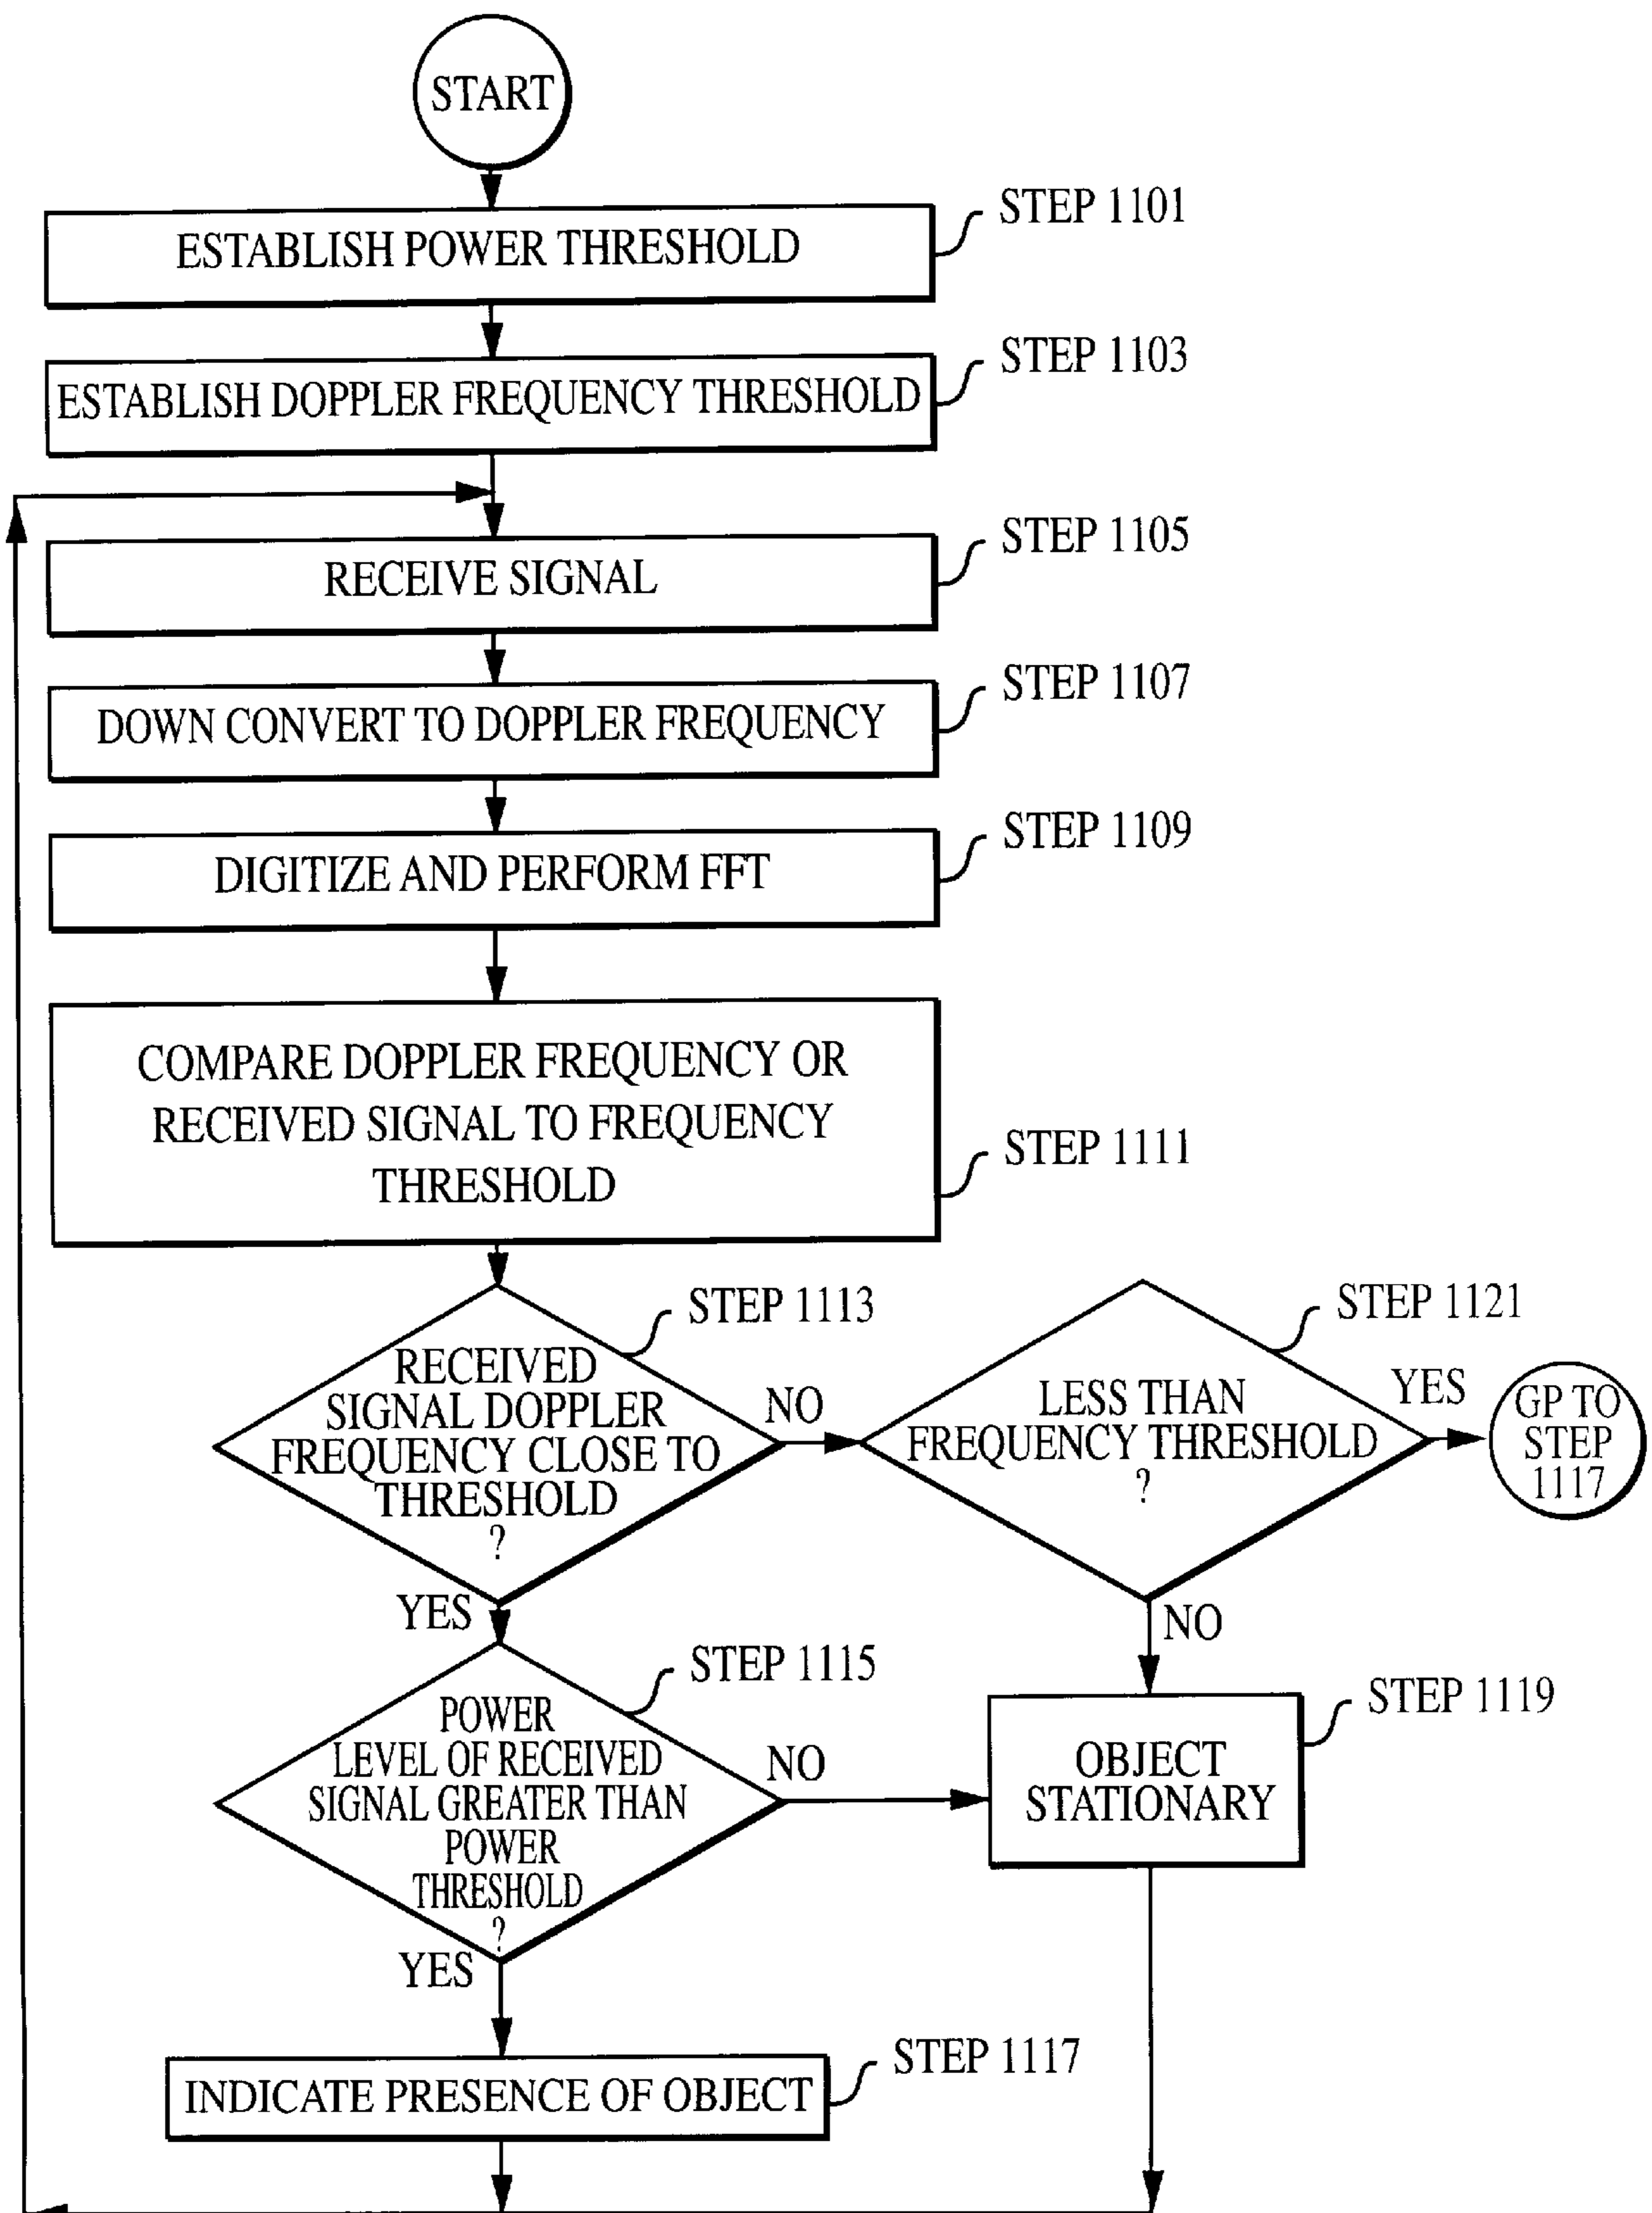 START
STEP 1101
ESTABLISH POWER THRESHOLD
STEP 1103
ESTABLISH DOPPLER FREQUENCY THRESHOLD
STEP 1105
RECEIVE SIGNAL
STEP 1107
DOWN CONVERT TO DOPPLER FREQUENCY
STEP 1109
DIGITIZE AND PERFORM FFT
COMPARE DOPPLER FREQUENCY OR
RECEIVED SIGNAL TO FREQUENCY
THRESHOLD
STEP 1111
STEP 1113
RECEIVED
SIGNAL DOPPLER
FREQUENCY CLOSE TO
THRESHOLD
?
NO
YES
STEP 1121
LESS THAN
FREQUENCY THRESHOLD
?
YES
GP TO
STEP
1117
NO
STEP 1115
POWER
LEVEL OF RECEIVED
SIGNAL GREATER THAN
POWER
THRESHOLD
?
NO
YES
STEP 1119
OBJECT
STATIONARY
STEP 1117
INDICATE PRESENCE OF OBJECT